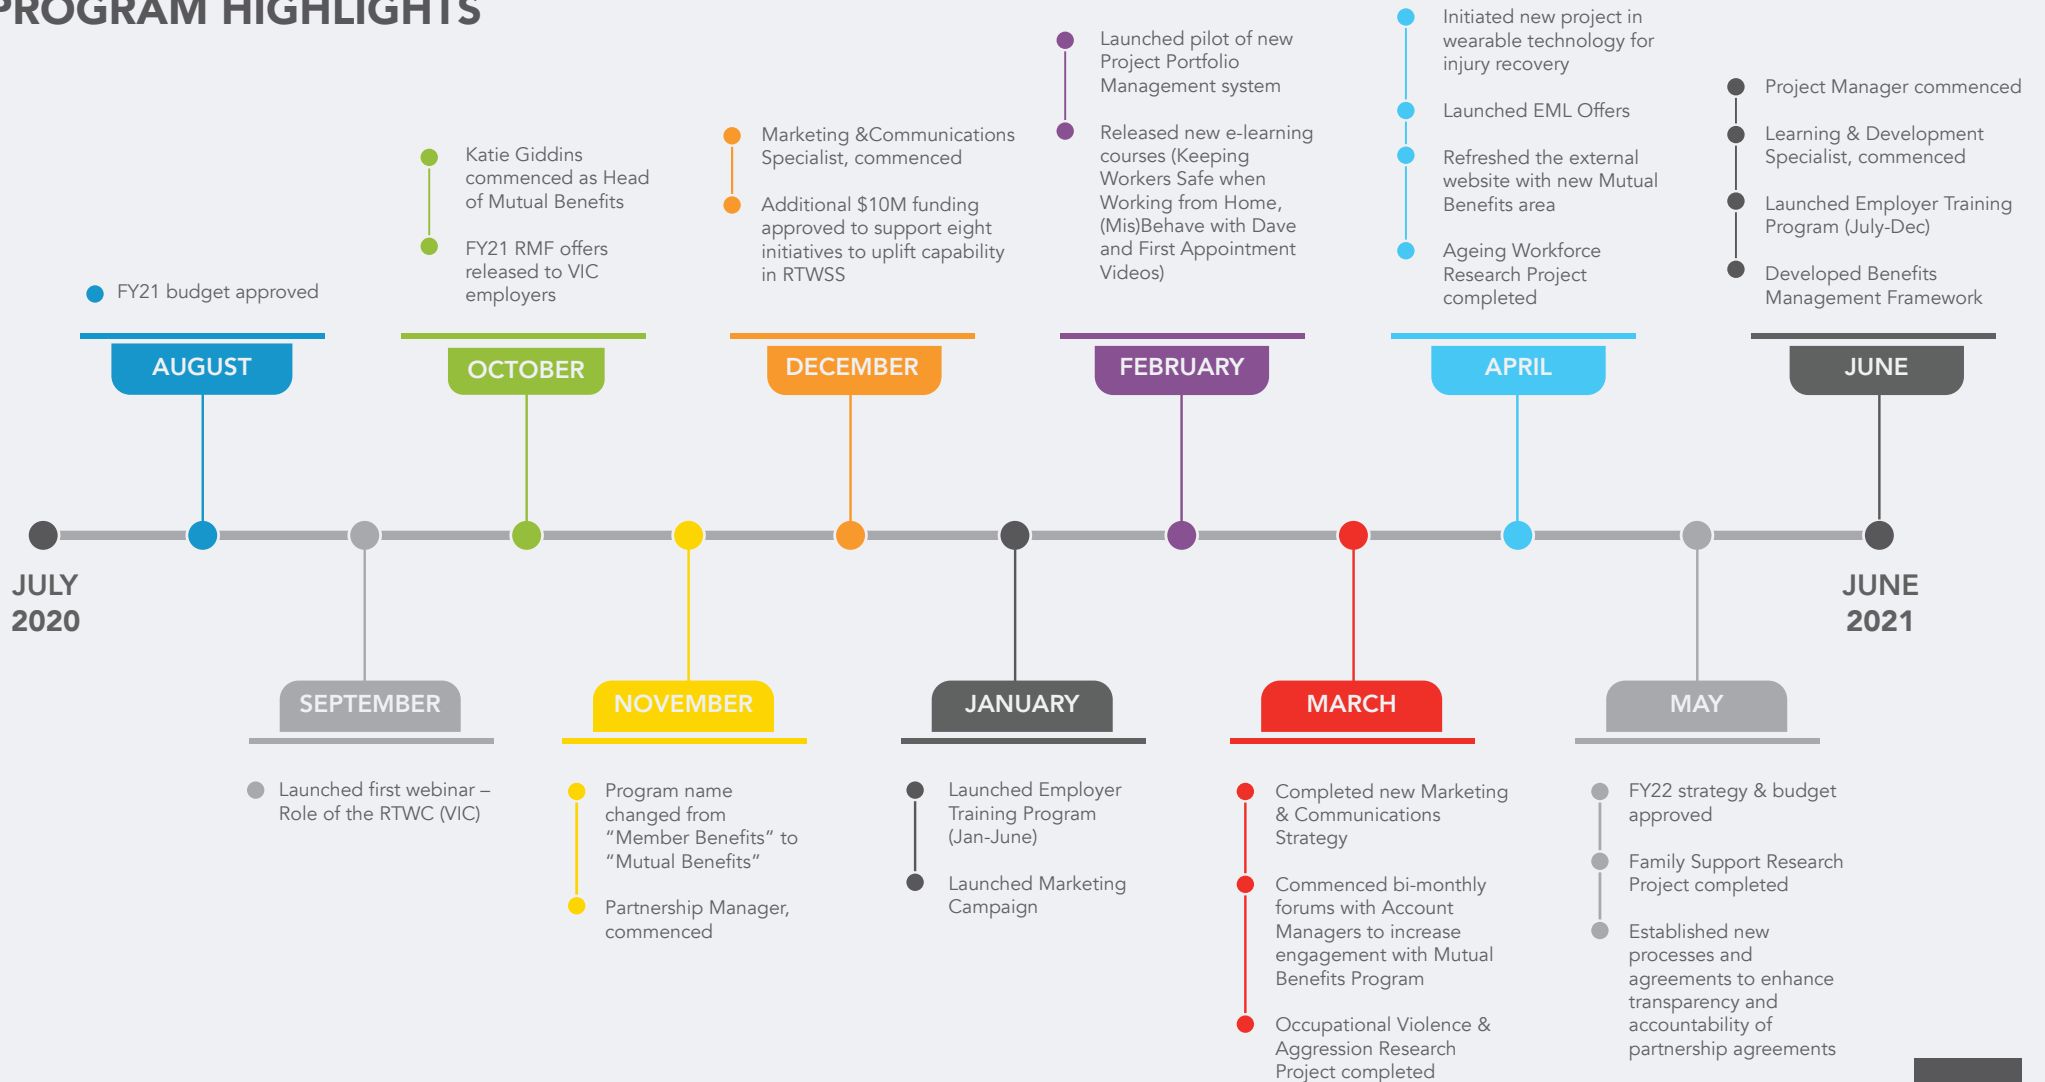 PROGRAM HIGHLIGHTS
FY21 budget approved
AUGUST
Katie Giddins
commenced as Head
of Mutual Benefits
FY21 RMF offers
released to VIC
employers
OCTOBER
Marketing &Communications
Specialist, commenced
Additional $10M funding
approved to support eight
initiatives to uplift capability
in RTWSS
DECEMBER
Launched pilot of new
Project Portfolio
Management system
Released new e-learning
courses (Keeping
Workers Safe when
Working from Home,
(Mis)Behave with Dave
and First Appointment
Videos)
FEBRUARY
Initiated new project in
wearable technology for
injury recovery
Launched EML Offers
Refreshed the external
website with new Mutual
Benefits area
Ageing Workforce
Research Project
completed
APRIL
Project Manager commenced
Learning & Development
Specialist, commenced
Launched Employer Training
Program (July-Dec)
Developed Benefits
Management Framework
JUNE
JULY
2020
JUNE
2021
SEPTEMBER
Launched first webinar –
Role of the RTWC (VIC)
NOVEMBER
Program name
changed from
“Member Benefits” to
“Mutual Benefits”
Partnership Manager,
commenced
JANUARY
Launched Employer
Training Program
(Jan-June)
Launched Marketing
Campaign
MARCH
Completed new Marketing
& Communications
Strategy
Commenced bi-monthly
forums with Account
Managers to increase
engagement with Mutual
Benefits Program
Occupational Violence &
Aggression Research
Project completed
MAY
FY22 strategy & budget
approved
Family Support Research
Project completed
Established new
processes and
agreements to enhance
transparency and
accountability of
partnership agreements